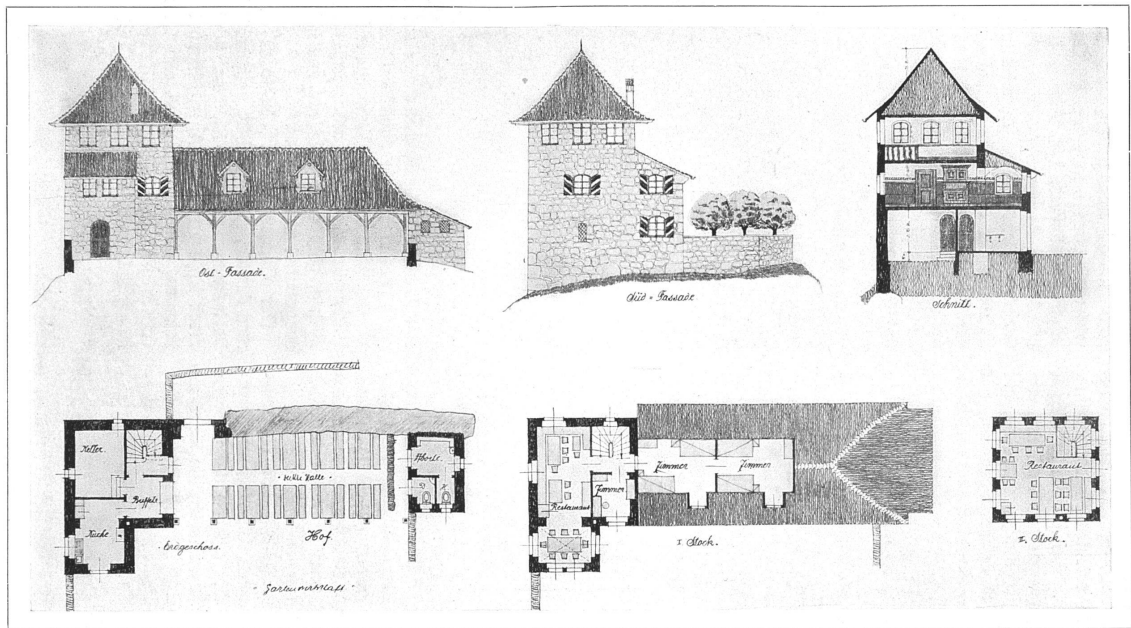 Ost - Fassade.
Süd - Fassade
Schnitt.
Keller.
Buffet
Küche
Hof.
Aborte.
Erdgeschoss.
Gartenwirtschaft
Zimmer
Zimmer
Zimmer
Restaurant
I. Stock.
Restaurant
II. Stock.